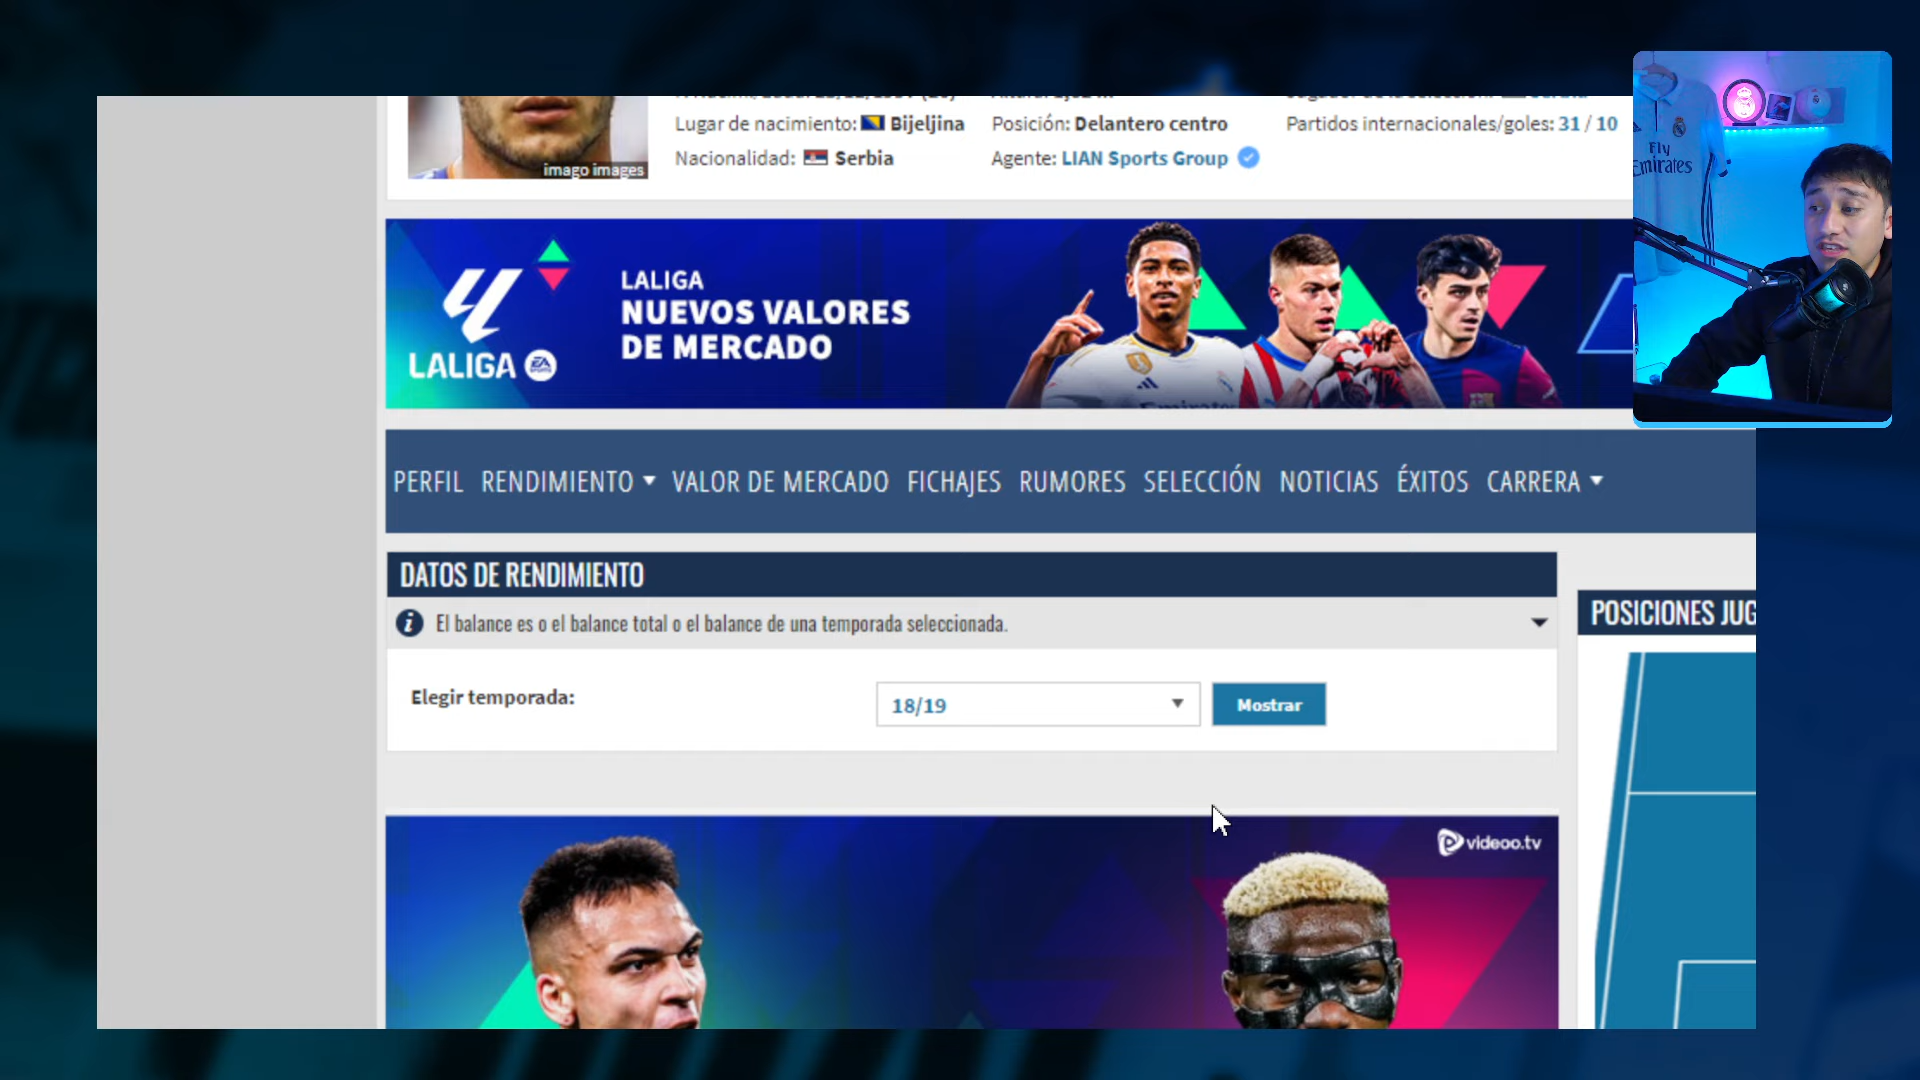 Lugar de nacimiento: Bijeljina
Posición: Delantero centro
Partidos internacionales/goles: 31 / 10
Nacionalidad: Serbia
Agente: LIAN Sports Group
imago images
Fly
Emirates
LALIGA
NUEVOS VALORES
DE MERCADO
LALIGA
EA SPORTS
PERFIL RENDIMIENTO VALOR DE MERCADO FICHAJES RUMORES SELECCIÓN NOTICIAS ÉXITOS CARRERA
DATOS DE RENDIMIENTO
El balance es o el balance total o el balance de una temporada seleccionada.
POSICIONES JUG
Elegir temporada:
18/19
Mostrar
videoo.tv